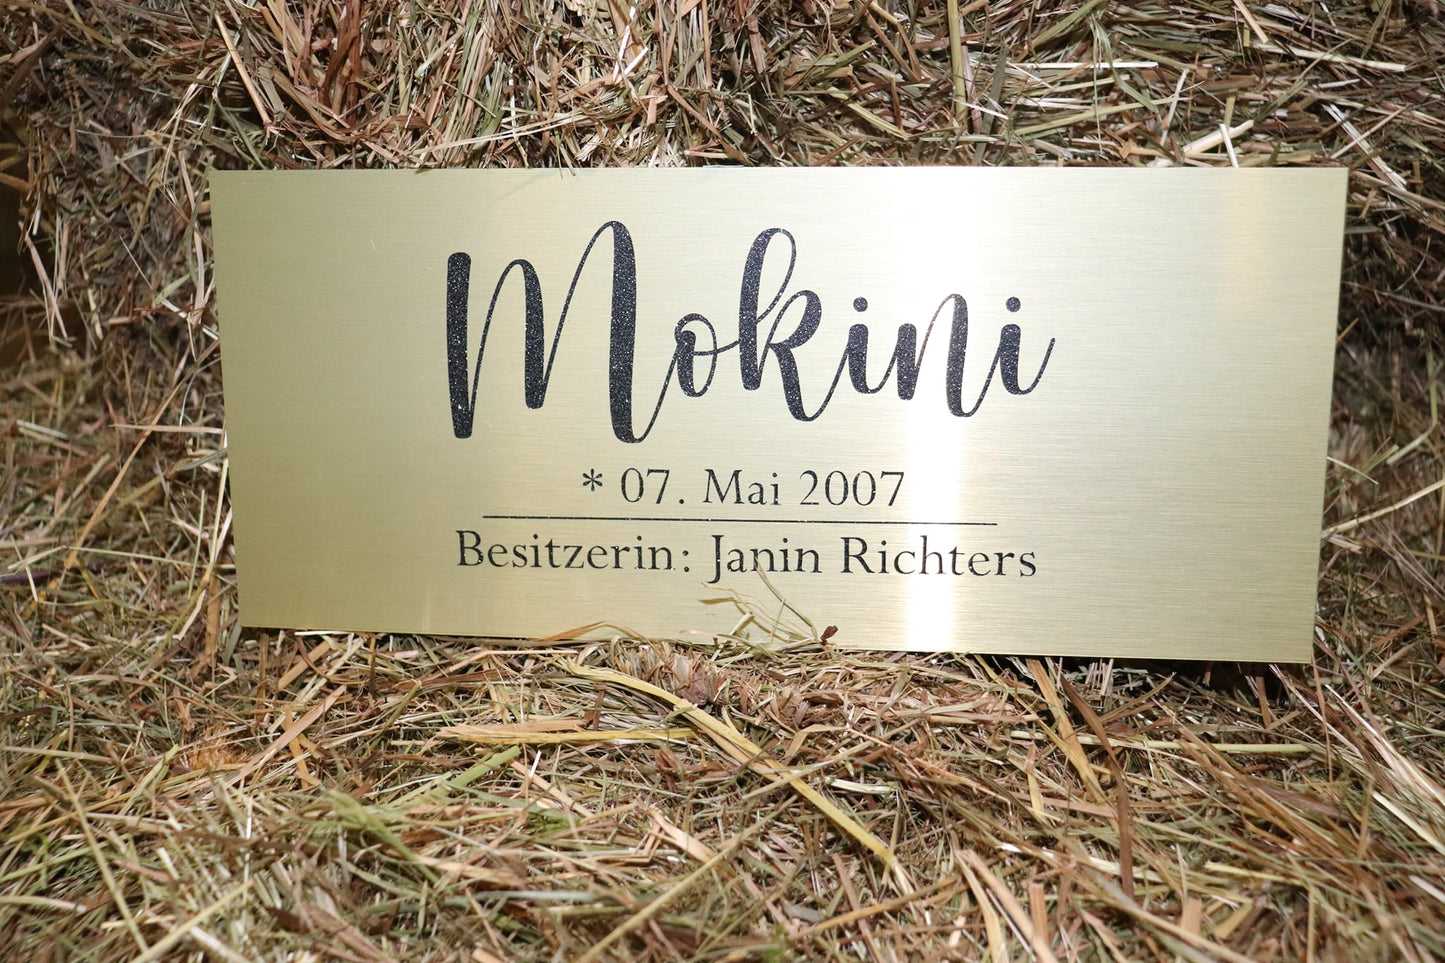 Mokini
* 07. Mai 2007
Besitzerin: Janin Richters